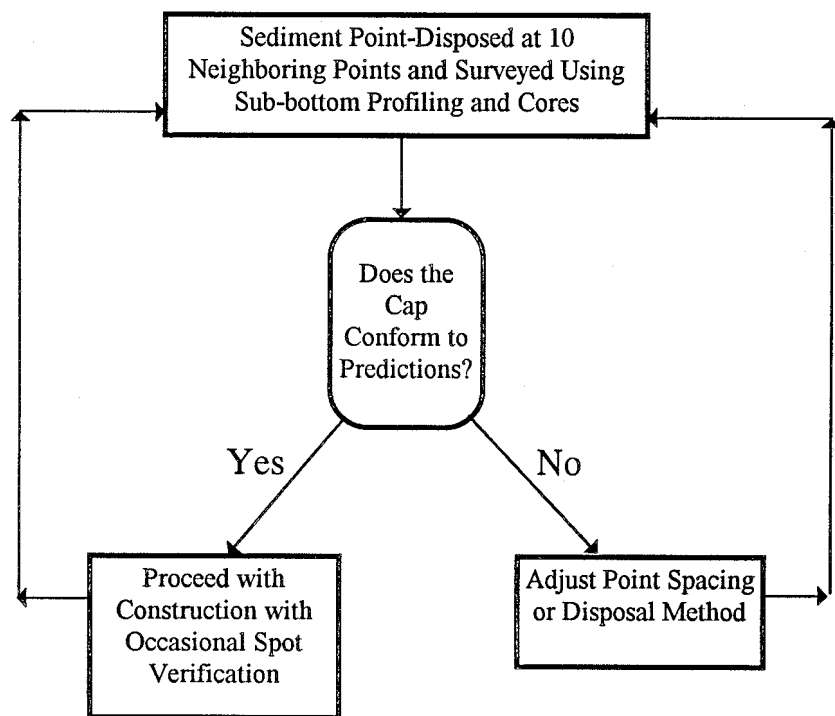 Sediment Point-Disposed at 10
Neighboring Points and Surveyed Using
Sub-bottom Profiling and Cores
Does the
Cap
Conform to
Predictions?
Yes
No
Proceed with
Construction with
Occasional Spot
Verification
Adjust Point Spacing
or Disposal Method